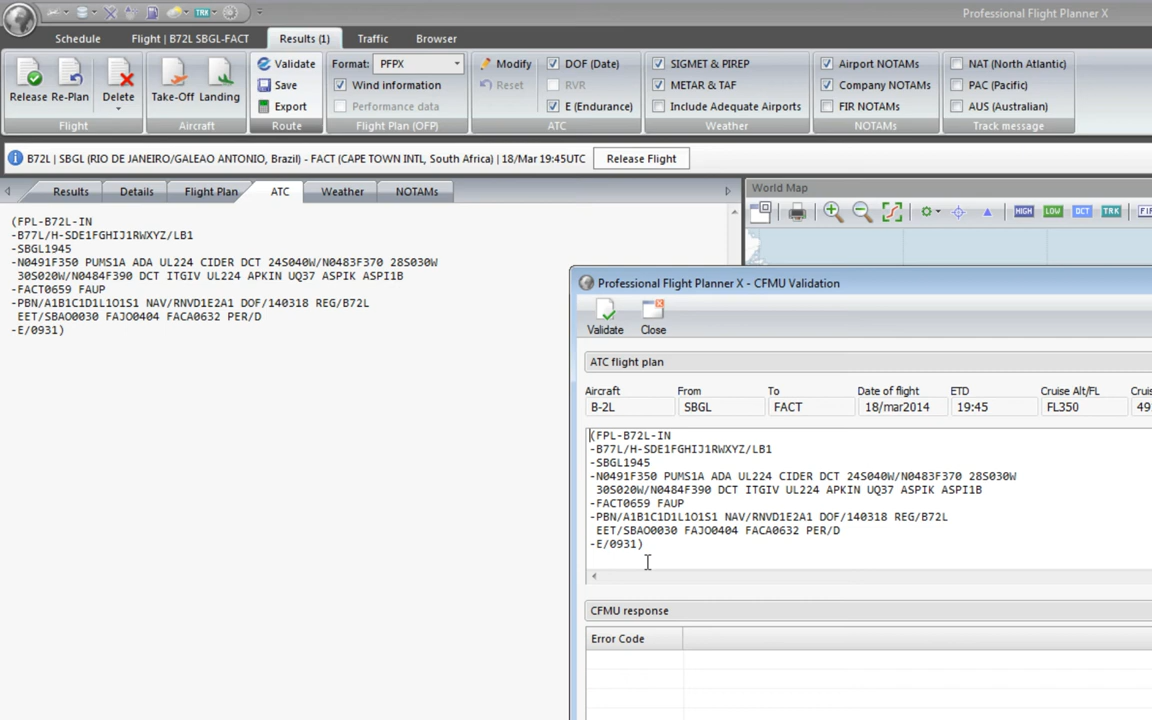 Professional Flight Planner X
Schedule
Flight | B72L SBGL-FACT
Results (1)
Traffic
Browser
Release
Re-Plan
Delete
Flight
Take-Off
Landing
Aircraft
Validate
Save
Export
Route
Format:
PFPX
Wind information
Performance data
Flight Plan (OFP)
Modify
Reset
DOF (Date)
RVR
E (Endurance)
ATC
SIGMET & PIREP
METAR & TAF
Include Adequate Airports
Weather
Airport NOTAMs
Company NOTAMs
FIR NOTAMs
NOTAMs
NAT (North Atlantic)
PAC (Pacific)
AUS (Australian)
Track message
B72L | SBGL (RIO DE JANEIRO/GALEAO ANTONIO, Brazil) - FACT (CAPE TOWN INTL, South Africa) | 18/Mar 19:45UTC
Release Flight
Results
Details
Flight Plan
ATC
Weather
NOTAMs
(FPL-B72L-IN
-B77L/H-SDE1FGHIJ1RWXYZ/LB1
-SBGL1945
-N0491F350 PUMS1A ADA UL224 CIDER DCT 24S040W/N0483F370 28S030W
30S020W/N0484F390 DCT ITGIV UL224 APKIN UQ37 ASPIK ASPI1B
-FACT0659 FAUP
-PBN/A1B1C1D1L1O1S1 NAV/RNVD1E2A1 DOF/140318 REG/B72L
EET/SBAO0030 FAJO0404 FACA0632 PER/D
-E/0931)
World Map
HIGH
LOW
DCT
TRK
FIR
Professional Flight Planner X - CFMU Validation
Validate
Close
ATC flight plan
Aircraft
From
To
Date of flight
ETD
Cruise Alt/FL
B-2L
SBGL
FACT
18/mar2014
19:45
FL350
(FPL-B72L-IN
-B77L/H-SDE1FGHIJ1RWXYZ/LB1
-SBGL1945
-N0491F350 PUMS1A ADA UL224 CIDER DCT 24S040W/N0483F370 28S030W
30S020W/N0484F390 DCT ITGIV UL224 APKIN UQ37 ASPIK ASPI1B
-FACT0659 FAUP
-PBN/A1B1C1D1L1O1S1 NAV/RNVD1E2A1 DOF/140318 REG/B72L
EET/SBAO0030 FAJO0404 FACA0632 PER/D
-E/0931)
CFMU response
Error Code